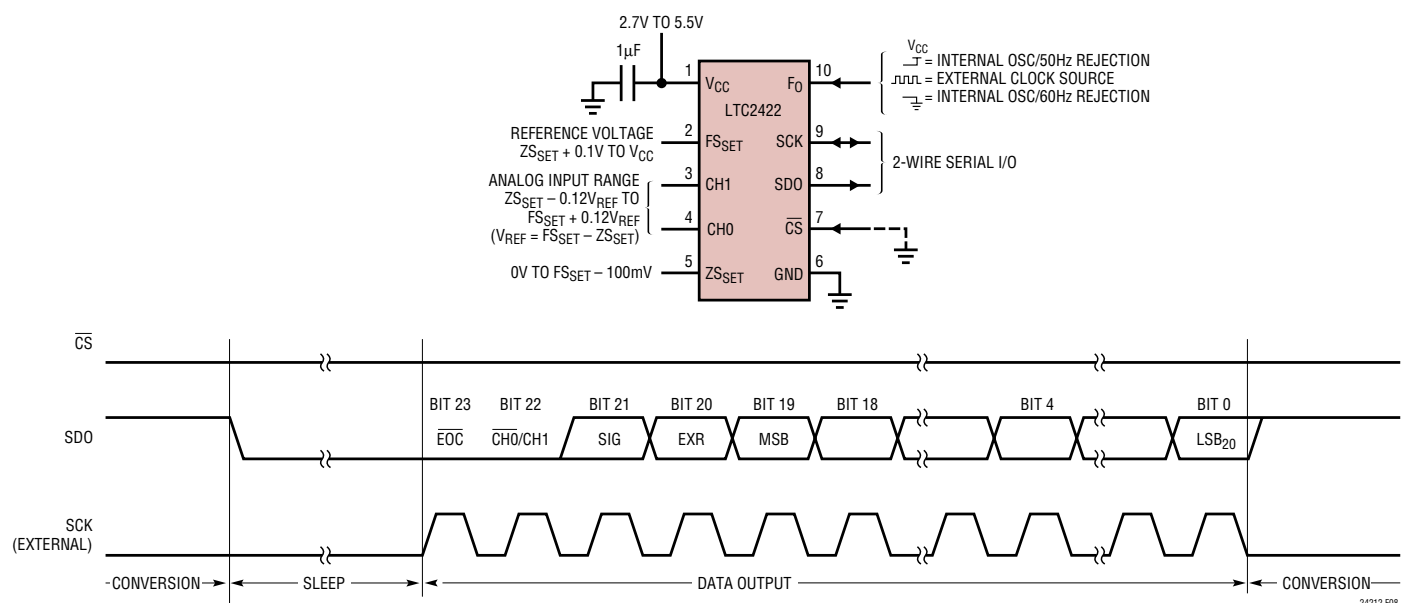 2.7V TO 5.5V
1µF
1
VCC
LTC2422
FO
10
VCC
= INTERNAL OSC/50Hz REJECTION
= EXTERNAL CLOCK SOURCE
= INTERNAL OSC/60Hz REJECTION
REFERENCE VOLTAGE
ZSSET + 0.1V TO VCC
2
FSSET
SCK
9
2-WIRE SERIAL I/O
ANALOG INPUT RANGE
ZSSET – 0.12VREF TO
FSSET + 0.12VREF
(VREF = FSSET – ZSSET)
3
CH1
SDO
8
4
CH0
CS
7
0V TO FSSET – 100mV
5
ZSSET
GND
6
CS
BIT 23 BIT 22 BIT 21 BIT 20 BIT 19 BIT 18 BIT 4 BIT 0
SDO
EOC CH0/CH1 SIG EXR MSB LSB20
SCK
(EXTERNAL)
CONVERSION SLEEP DATA OUTPUT CONVERSION
24212 F08